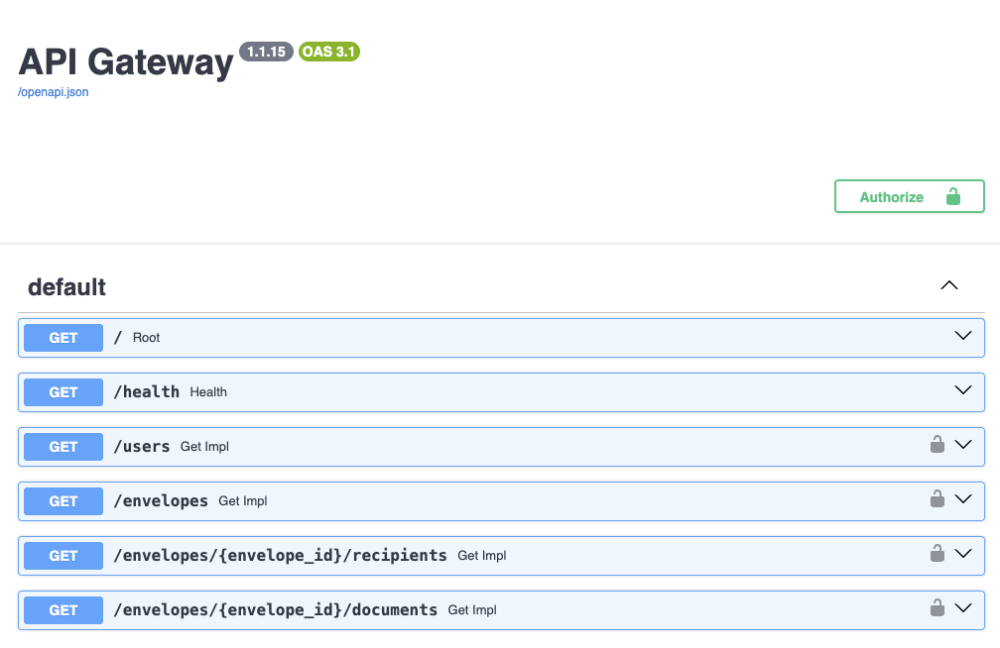 API Gateway 1.1.15 OAS 3.1
/openapi.json
Authorize
default
GET / Root
GET /health Health
GET /users Get Impl
GET /envelopes Get Impl
GET /envelopes/{envelope_id}/recipients Get Impl
GET /envelopes/{envelope_id}/documents Get Impl